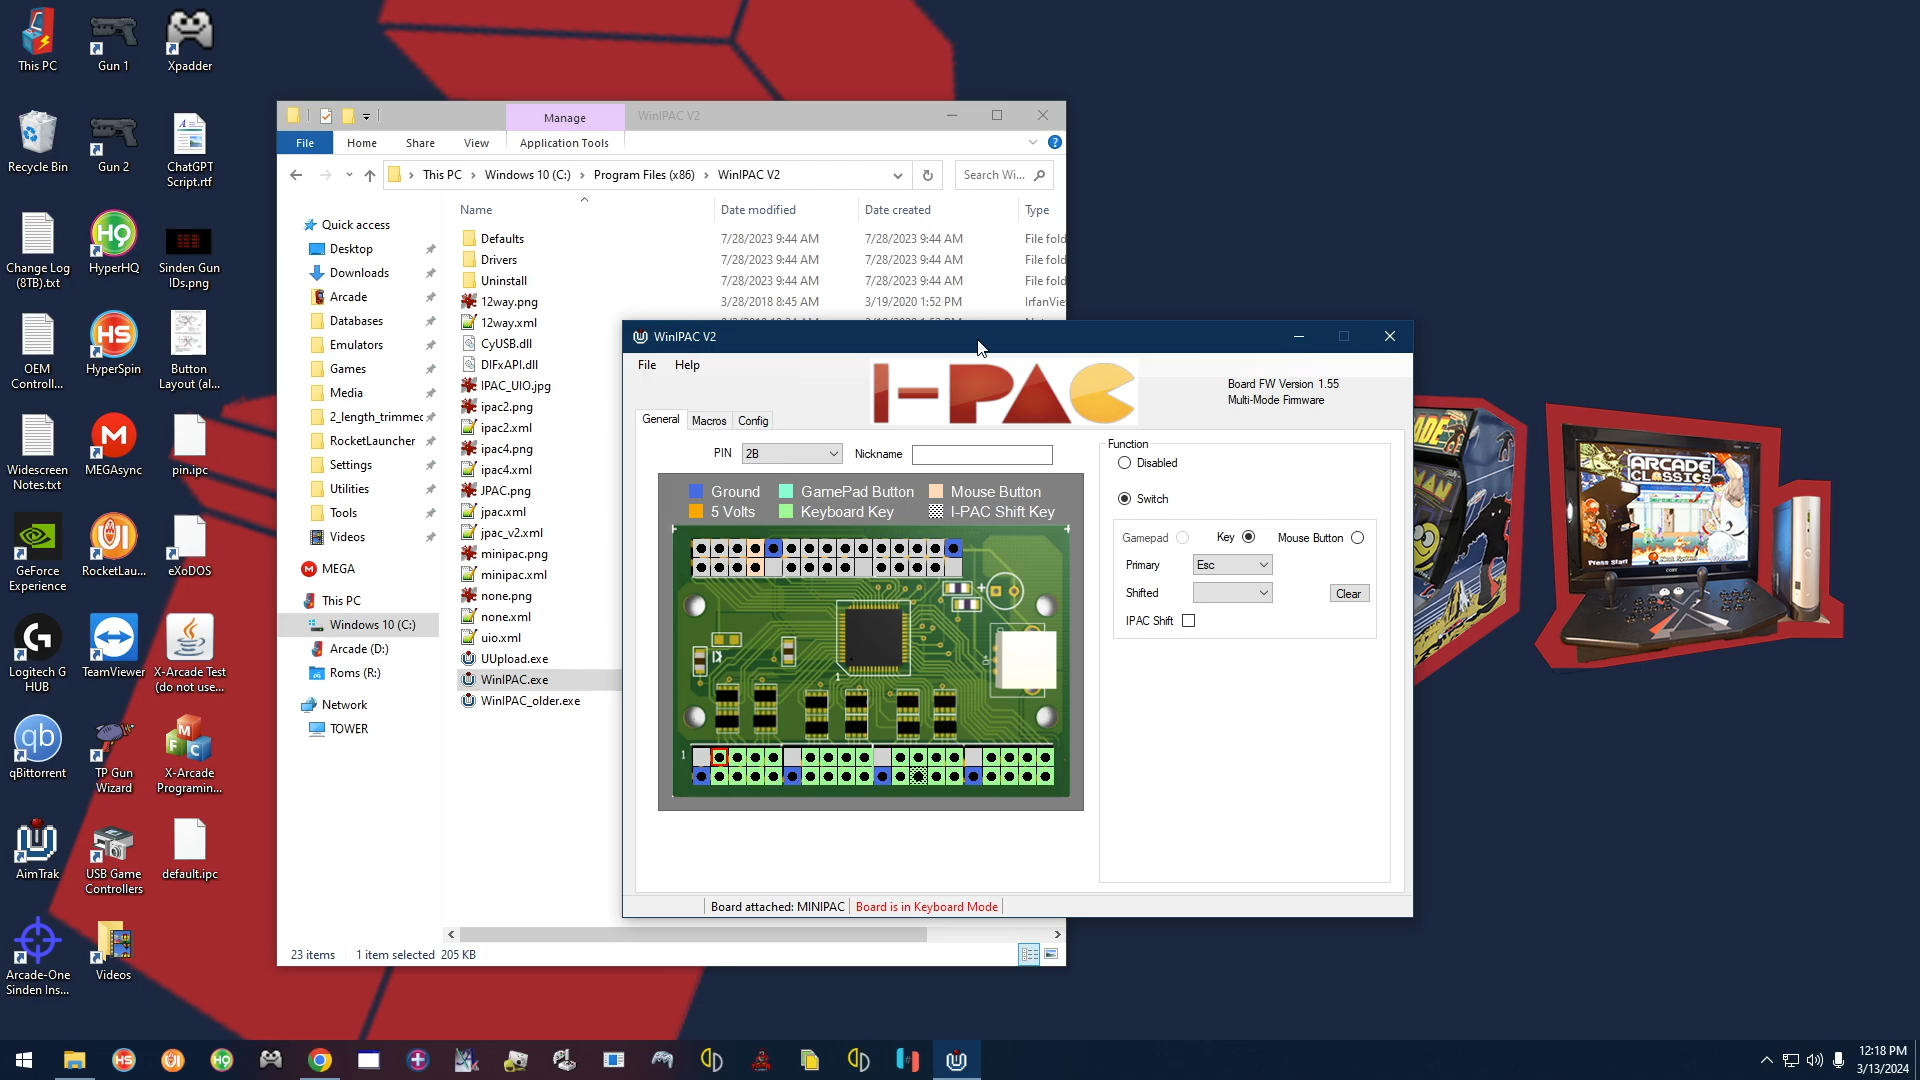 This PC
Gun 1
Xpadder
Recycle Bin
Gun 2
ChatGPT
Script.rtf
Change Log
(8TB).txt
HyperHQ
Sinden Gun
IDs.png
OEM
Controll...
HyperSpin
Button
Layout (al...
Widescreen
Notes.txt
MEGAsync
pin.ipc
GeForce
Experience
RocketLau...
eXoDOS
Logitech G
HUB
TeamViewer
X-Arcade Test
(do not use...
qBittorrent
TP Gun
Wizard
X-Arcade
Programin...
AimTrak
USB Game
Controllers
default.ipc
Arcade-One
Sinden Ins...
Videos
Manage
WinIPAC V2
File
Home
Share
View
Application Tools
This PC
Windows 10 (C:)
Program Files (x86)
WinIPAC V2
Search Wi...
Quick access
Desktop
Downloads
Arcade
Databases
Emulators
Games
Media
2_length_trimmed
RocketLauncher
Settings
Utilities
Tools
Videos
MEGA
This PC
Windows 10 (C:)
Arcade (D:)
Roms (R:)
Network
TOWER
Name
Date modified
Date created
Type
Defaults 7/28/2023 9:44 AM 7/28/2023 9:44 AM File fold
Drivers 7/28/2023 9:44 AM 7/28/2023 9:44 AM File fold
Uninstall 7/28/2023 9:44 AM 7/28/2023 9:44 AM File fold
12way.png 3/28/2018 8:45 AM 3/19/2020 1:52 PM IrfanVie
12way.xml
CyUSB.dll
DIFxAPI.dll
IPAC_UIO.jpg
ipac2.png
ipac2.xml
ipac4.png
ipac4.xml
JPAC.png
jpac.xml
jpac_v2.xml
minipac.png
minipac.xml
none.png
none.xml
uio.xml
UUpload.exe
WinIPAC.exe
WinIPAC_older.exe
23 items
1 item selected 205 KB
WinIPAC V2
File
Help
I-PAC
Board FW Version 1.55
Multi-Mode Firmware
General
Macros
Config
PIN
2B
Nickname
Ground
GamePad Button
Mouse Button
5 Volts
Keyboard Key
I-PAC Shift Key
1
1
Function
Disabled
Switch
Gamepad
Key
Mouse Button
Primary
Esc
Shifted
Clear
IPAC Shift
Board attached: MINIPAC
Board is in Keyboard Mode
ARCADE
CLASSICS
Press Start
12:18 PM
3/13/2024